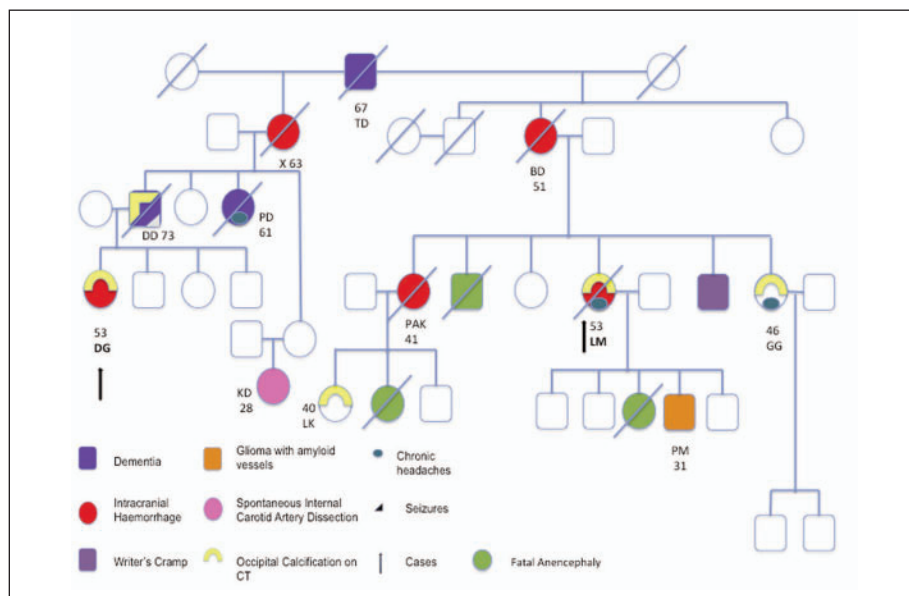 67
TD
X 63
BD
51
DD 73
PD
61
53
DG
PAK
41
53
LM
46
GG
KD
28
40
LK
PM
31
Dementia
Glioma with amyloid
vessels
Chronic
headaches
Intracranial
Haemorrhage
Spontaneous Internal
Carotid Artery Dissection
Seizures
Writer's Cramp
Occipital Calcification on
CT
Cases
Fatal Anencephaly